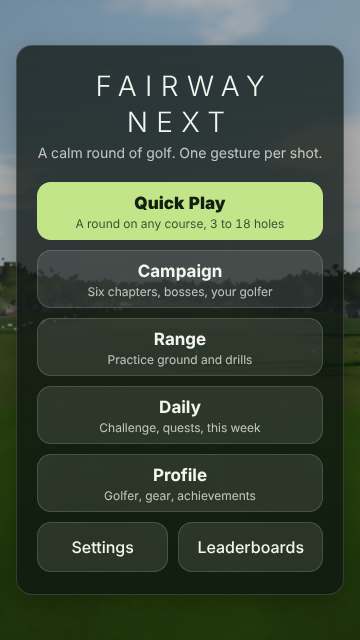 FAIRWAY
NEXT
A calm round of golf. One gesture per shot.
Quick Play
A round on any course, 3 to 18 holes
Campaign
Six chapters, bosses, your golfer
Range
Practice ground and drills
Daily
Challenge, quests, this week
Profile
Golfer, gear, achievements
Settings
Leaderboards